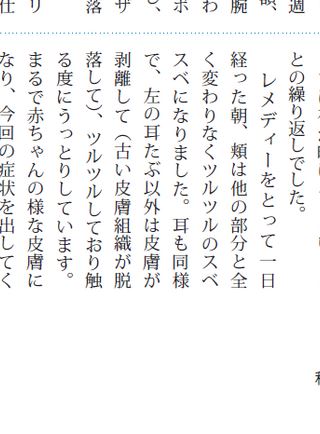 との繰り返しでした。
レメディーをとって一日
経った朝、頬は他の部分と全
く変わりなくツルツルのスベ
スベになりました。耳も同様
で、左の耳たぶ以外は皮膚が
剥離して（古い皮膚組織が脱
落して）、ツルツルしており触
る度にうっとりしています。
まるで赤ちゃんの様な皮膚に
なり、今回の症状を出してく